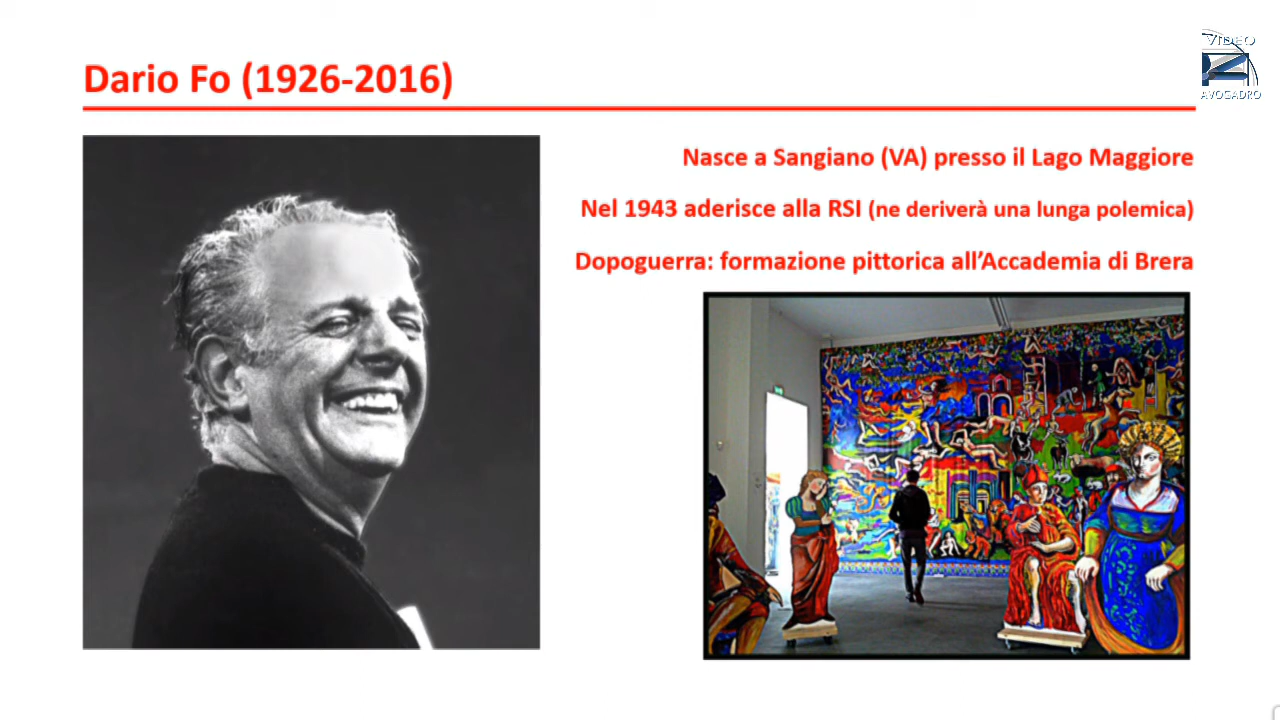 Dario Fo (1926-2016)
VIDEO
AVOGADRO
Nasce a Sangiano (VA) presso il Lago Maggiore
Nel 1943 aderisce alla RSI (ne deriverà una lunga polemica)
Dopoguerra: formazione pittorica all’Accademia di Brera